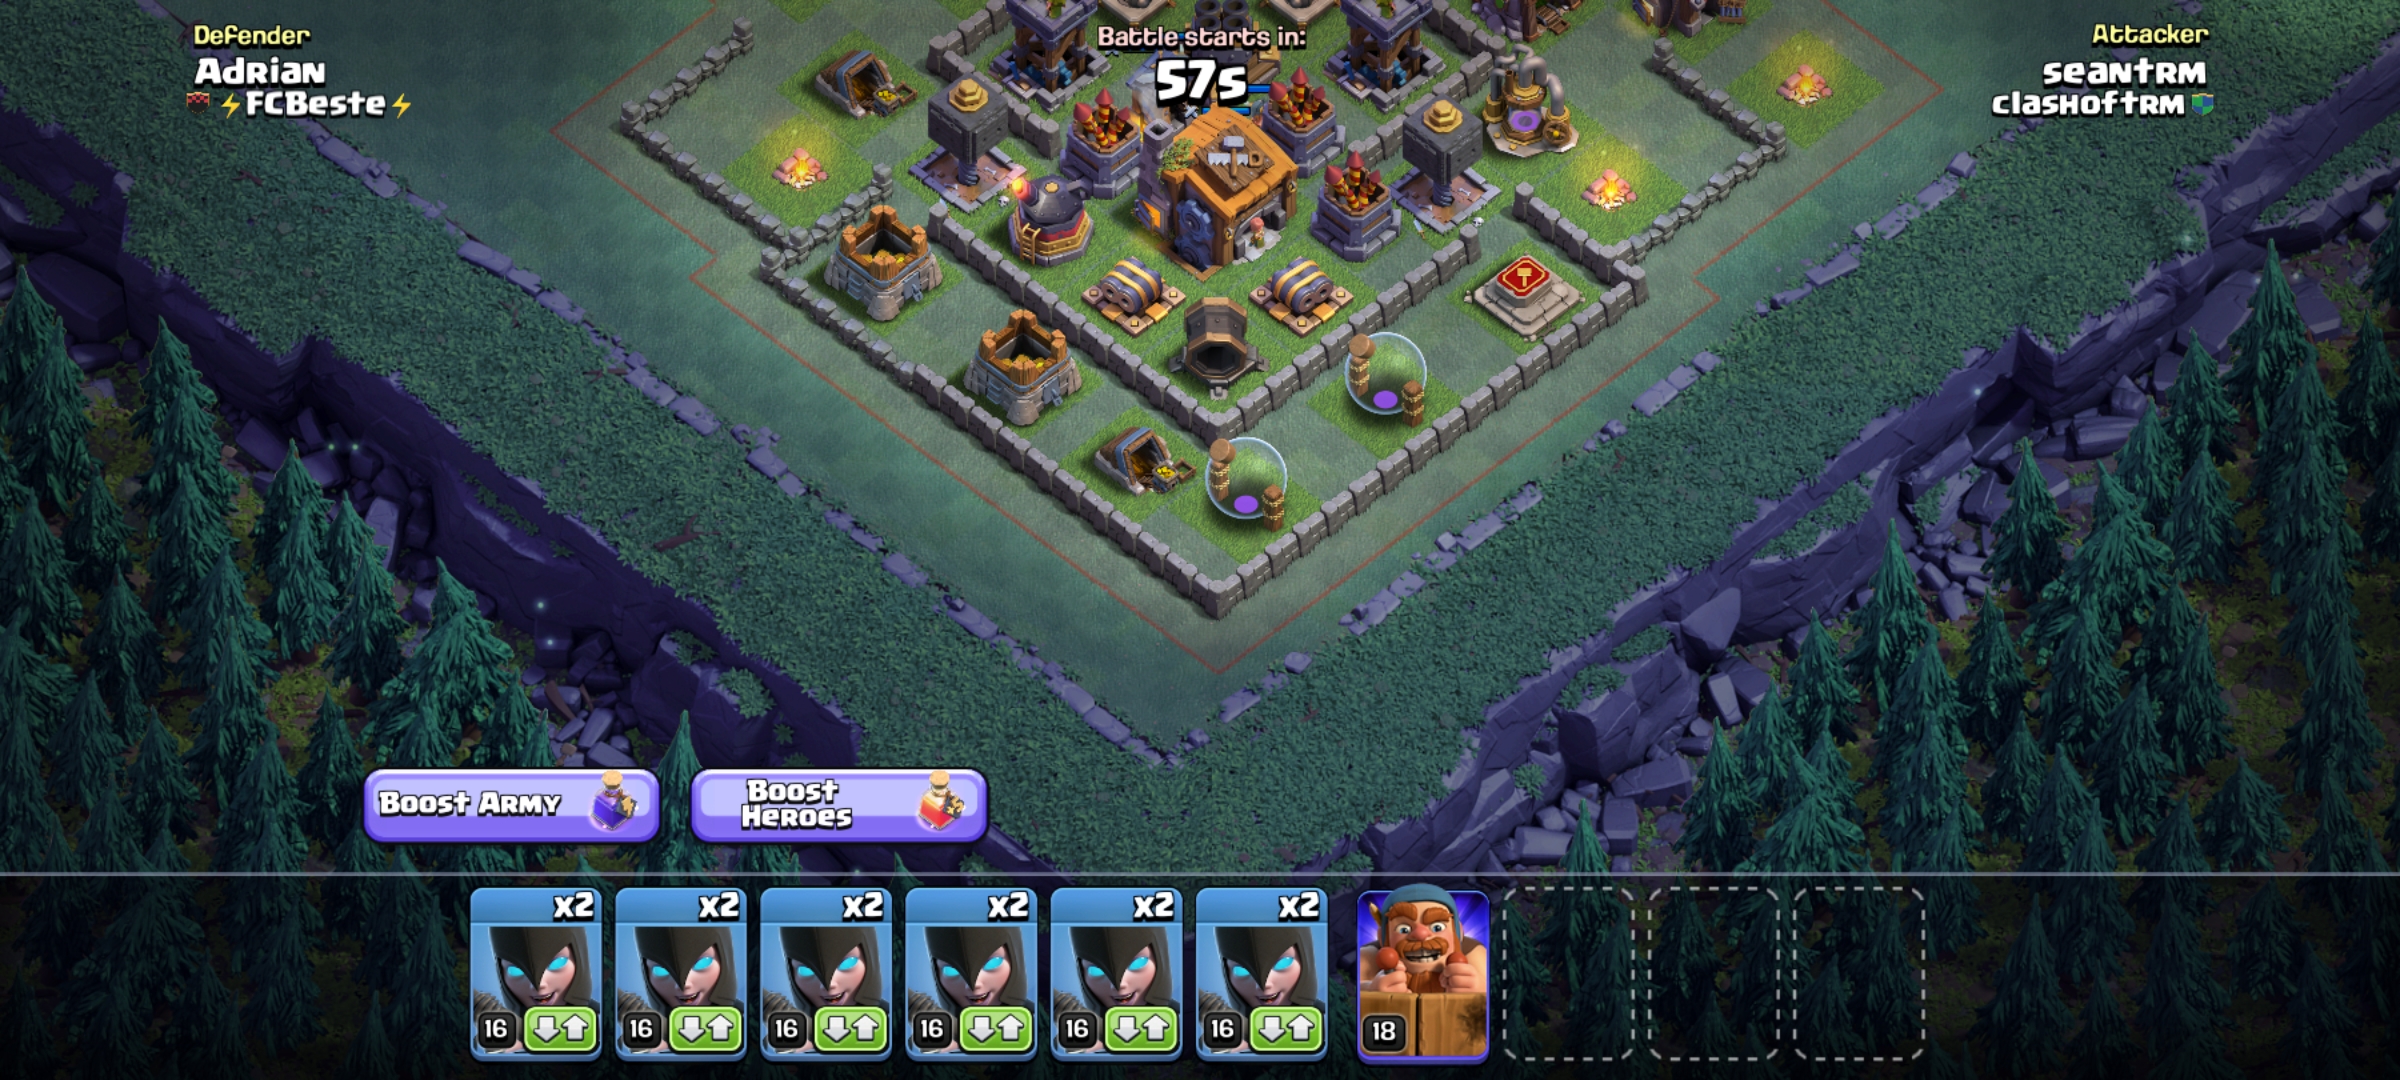 Defender
Adrian
⚡FCBeste⚡
Battle starts in:
57s
Attacker
seantRM
clashoftRM
Boost Army
Boost
Heroes
x2 x2 x2 x2 x2 x2
16 16 16 16 16 16 18